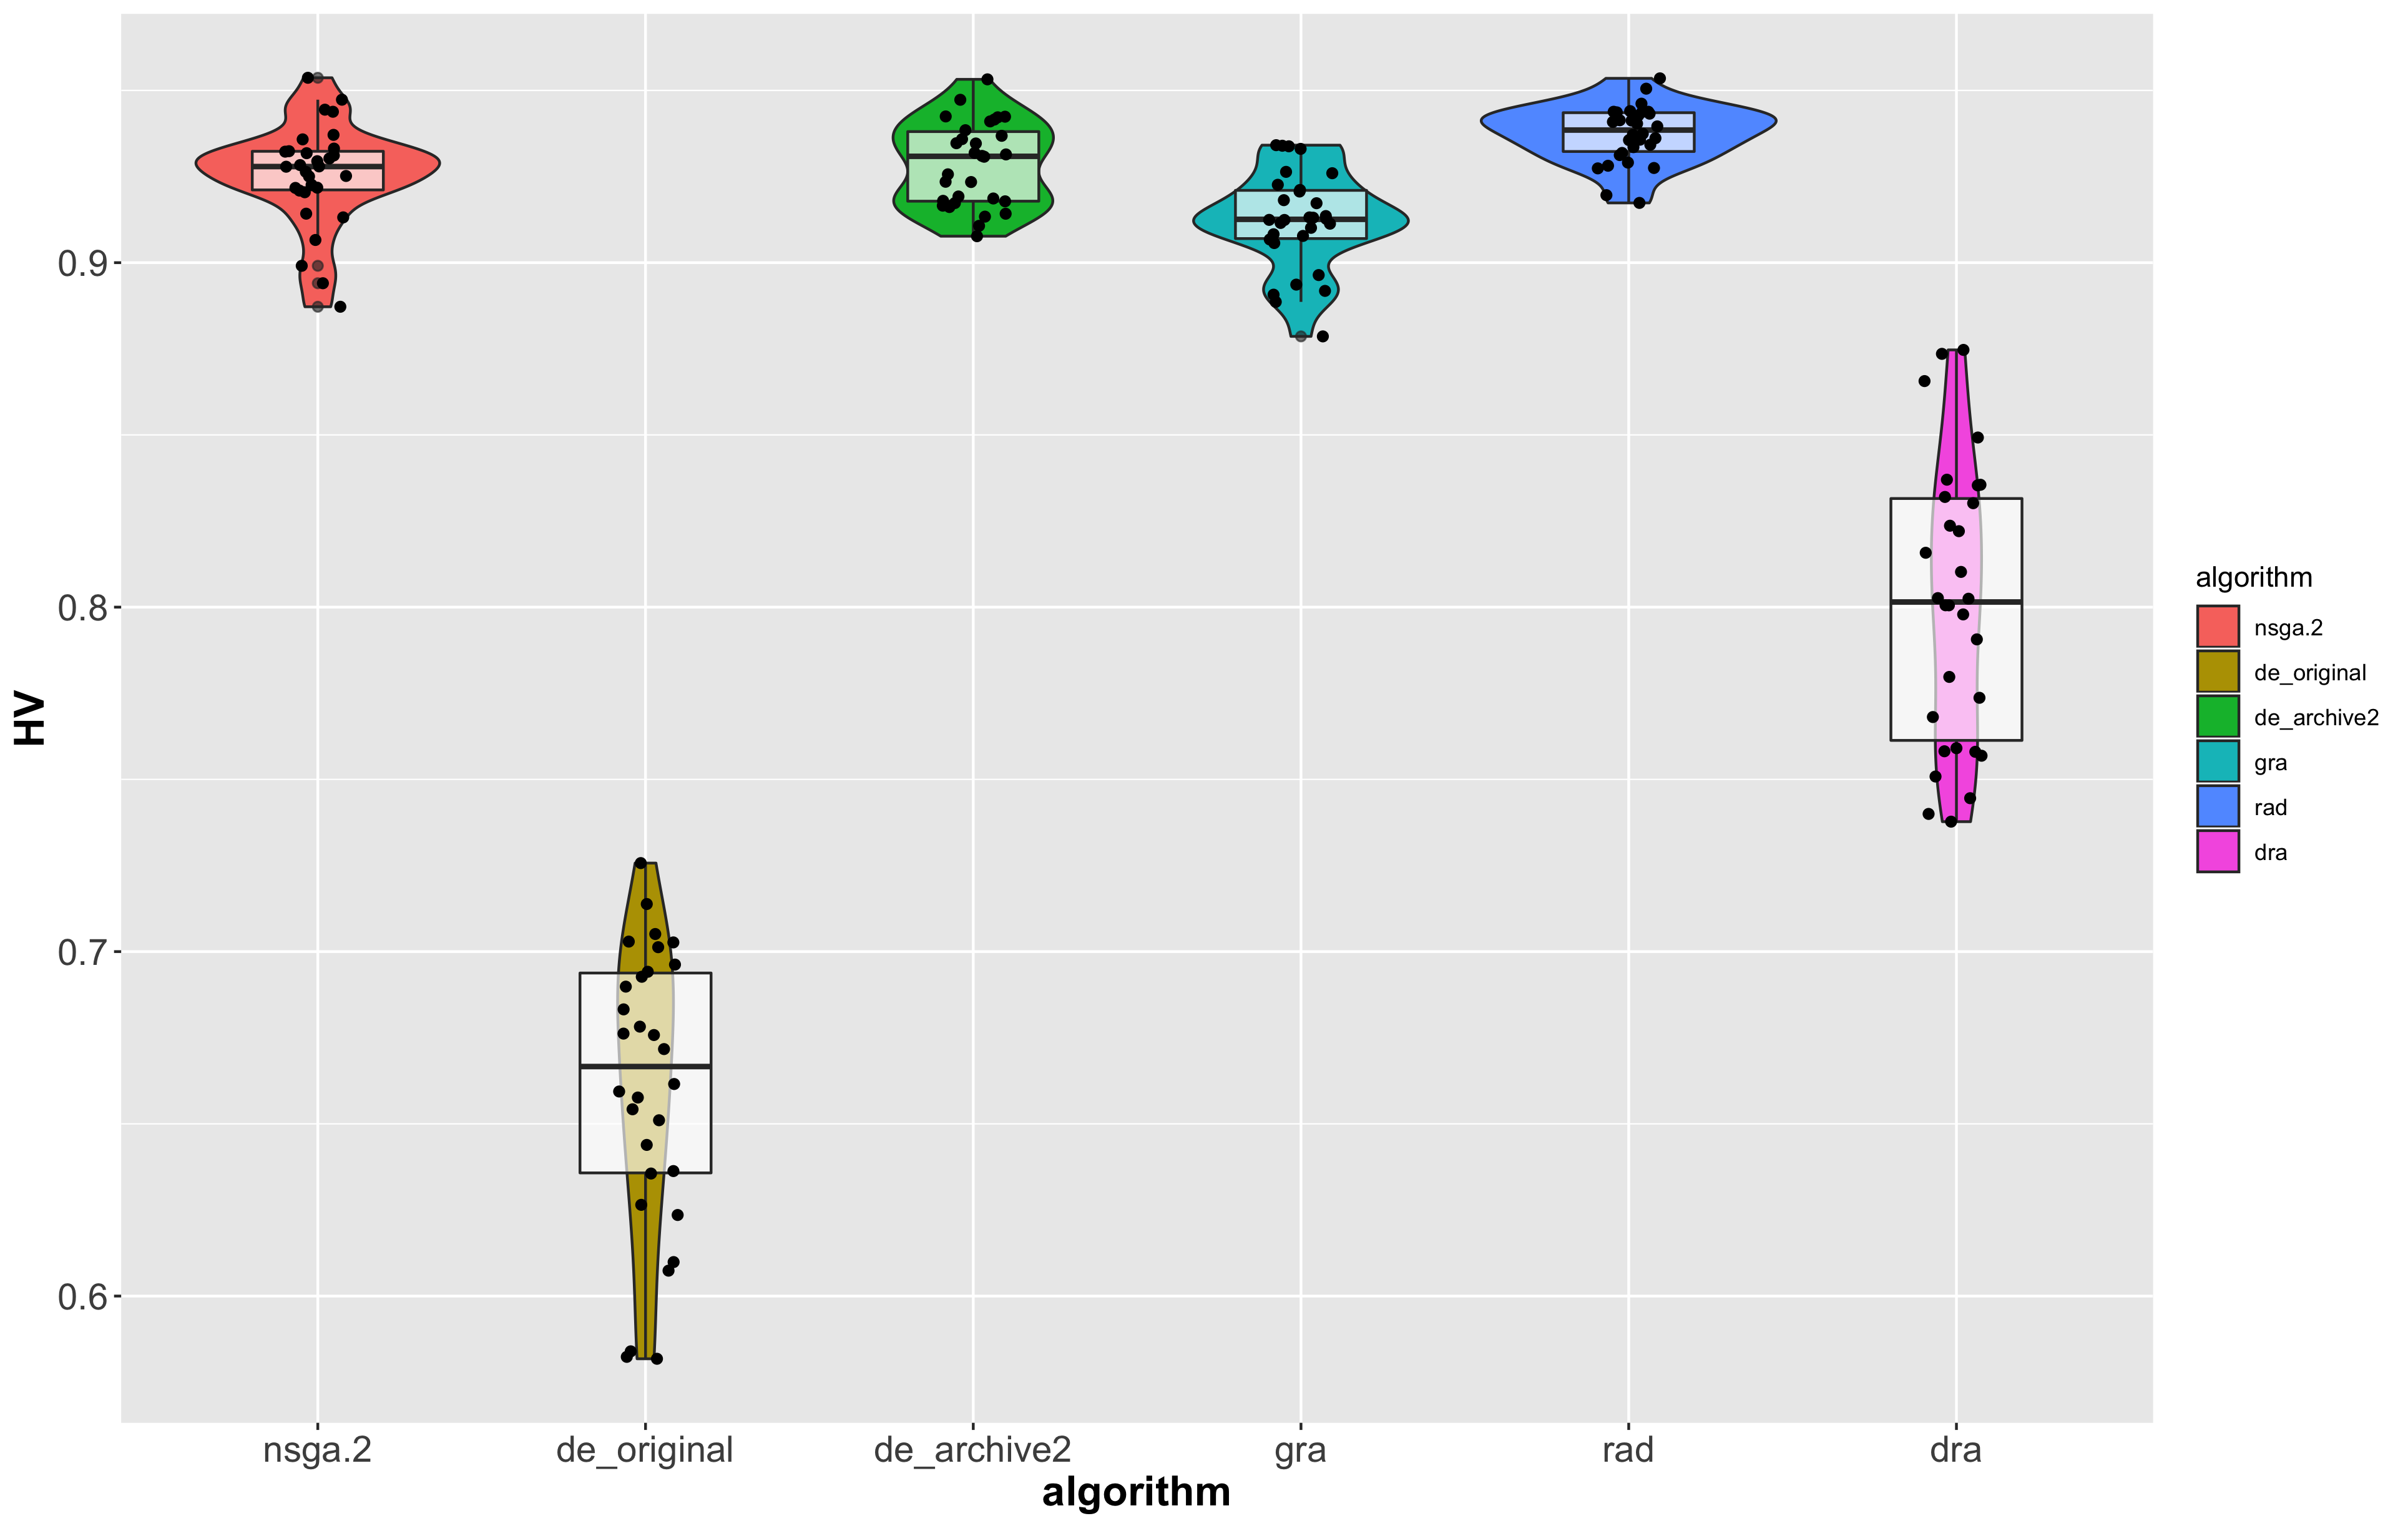 HV
0.9
0.8
0.7
0.6
nsga.2
de_original
de_archive2
gra
rad
dra
algorithm
algorithm
nsga.2
de_original
de_archive2
gra
rad
dra